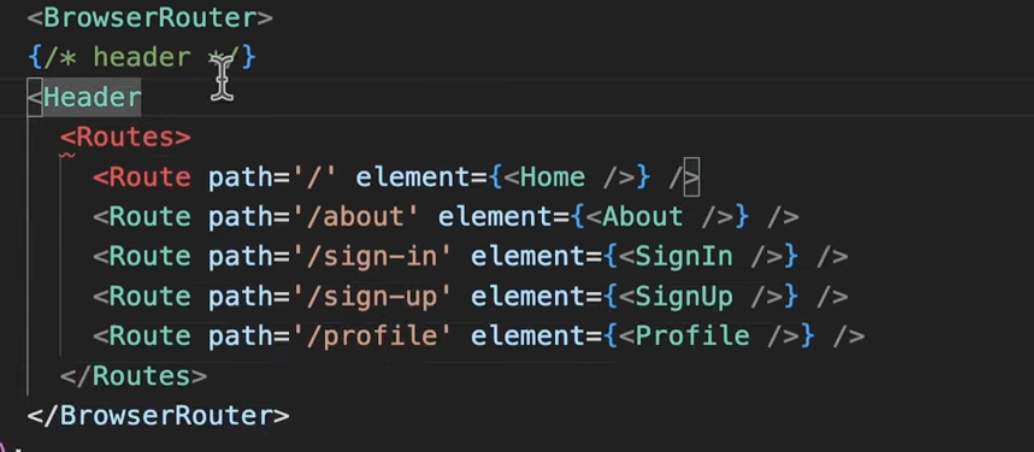 <BrowserRouter>
{/* header */}
<Header
<Routes>
<Route path='/' element={<Home />} />
<Route path='/about' element={<About />} />
<Route path='/sign-in' element={<SignIn />} />
<Route path='/sign-up' element={<SignUp />} />
<Route path='/profile' element={<Profile />} />
</Routes>
</BrowserRouter>